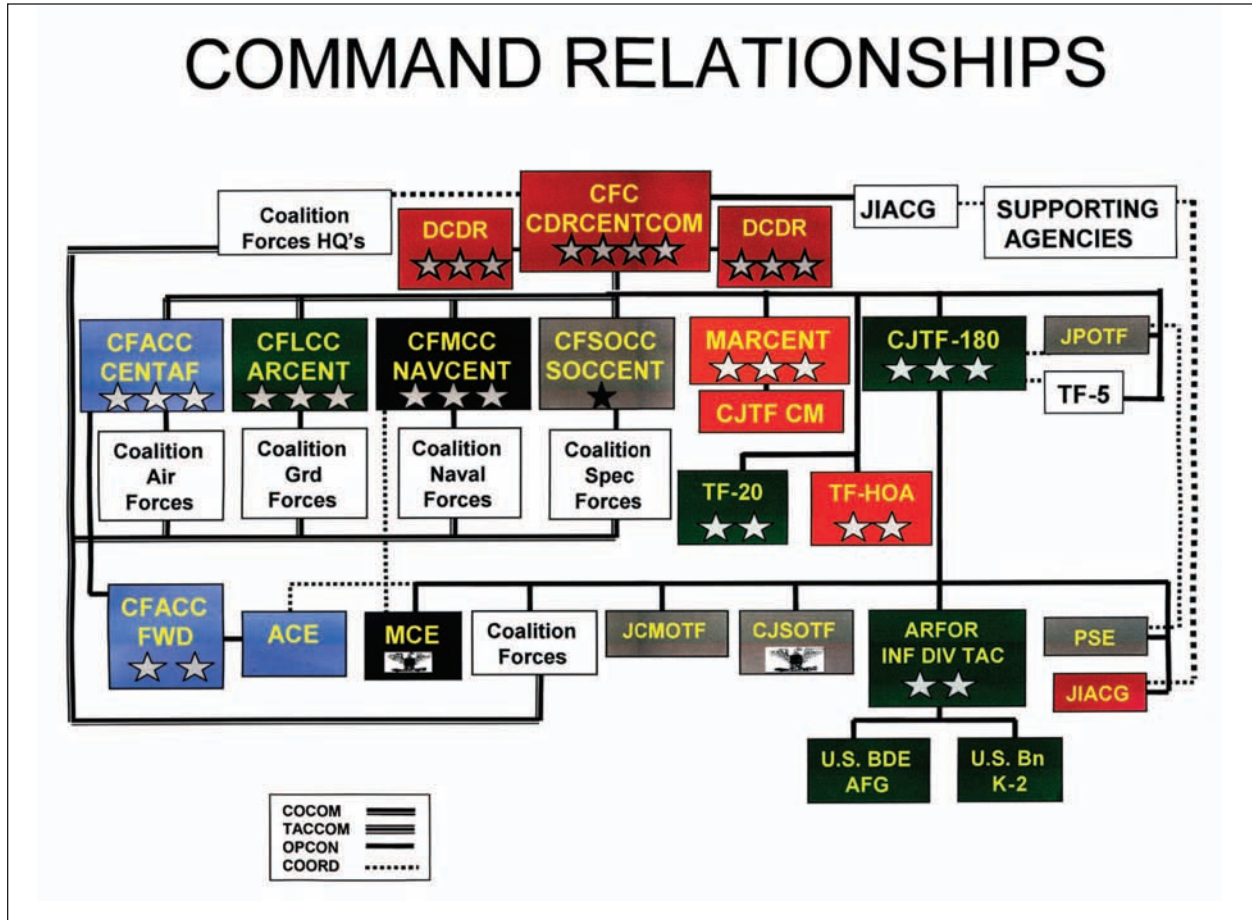 COMMAND RELATIONSHIPS
Coalition
Forces HQ's
DCDR
CFC
CDRCENTCOM
DCDR
JIACG
SUPPORTING
AGENCIES
CFACC
CENTAF
CFLCC
ARCENT
CFMCC
NAVCENT
CFSOCC
SOCCENT
MARCENT
CJTF CM
CJTF-180
JPOTF
TF-5
Coalition
Air
Forces
Coalition
Grd
Forces
Coalition
Naval
Forces
Coalition
Spec
Forces
TF-20
TF-HOA
CFACC
FWD
ACE
MCE
Coalition
Forces
JCMOTF
CJSOTF
ARFOR
INF DIV TAC
PSE
JIACG
U.S. BDE
AFG
U.S. Bn
K-2
COCOM
TACCOM
OPCON
COORD